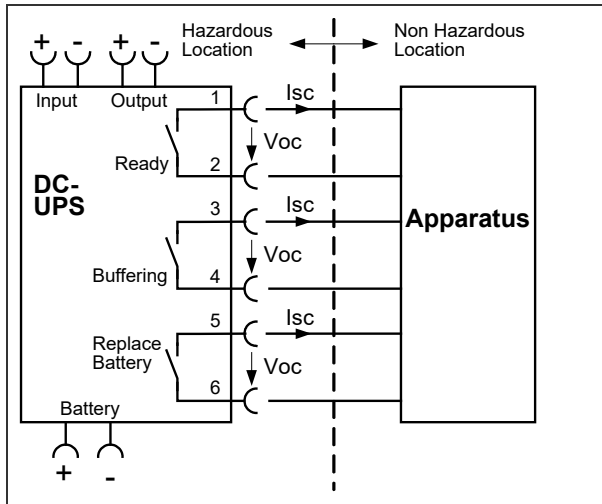 Hazardous
Location
Non Hazardous
Location
+ - + -
Input Output
1
Isc
Ready
Voc
2
DC-
UPS
3
Isc
Apparatus
Buffering
Voc
4
5
Isc
Replace
Battery
Voc
6
Battery
+ -